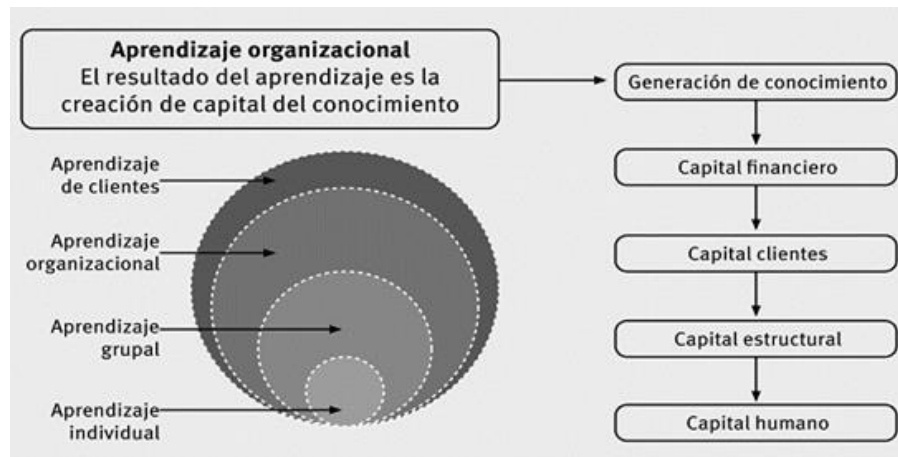 Aprendizaje organizacional
El resultado del aprendizaje es la
creación de capital del conocimiento
Generación de conocimiento
Aprendizaje
de clientes
Capital financiero
Aprendizaje
organizacional
Capital clientes
Aprendizaje
grupal
Capital estructural
Aprendizaje
individual
Capital humano